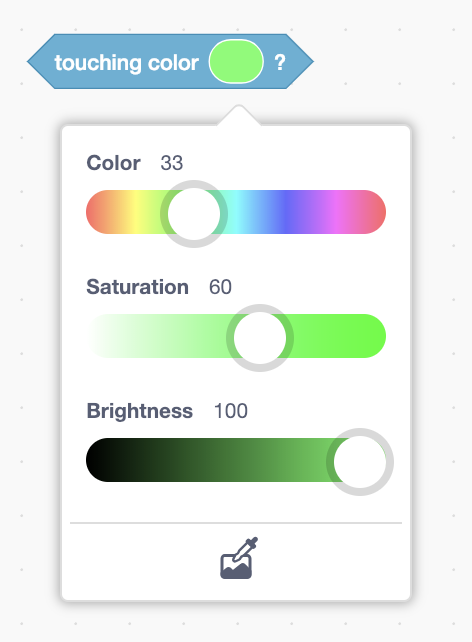 touching color ?
Color 33
Saturation 60
Brightness 100